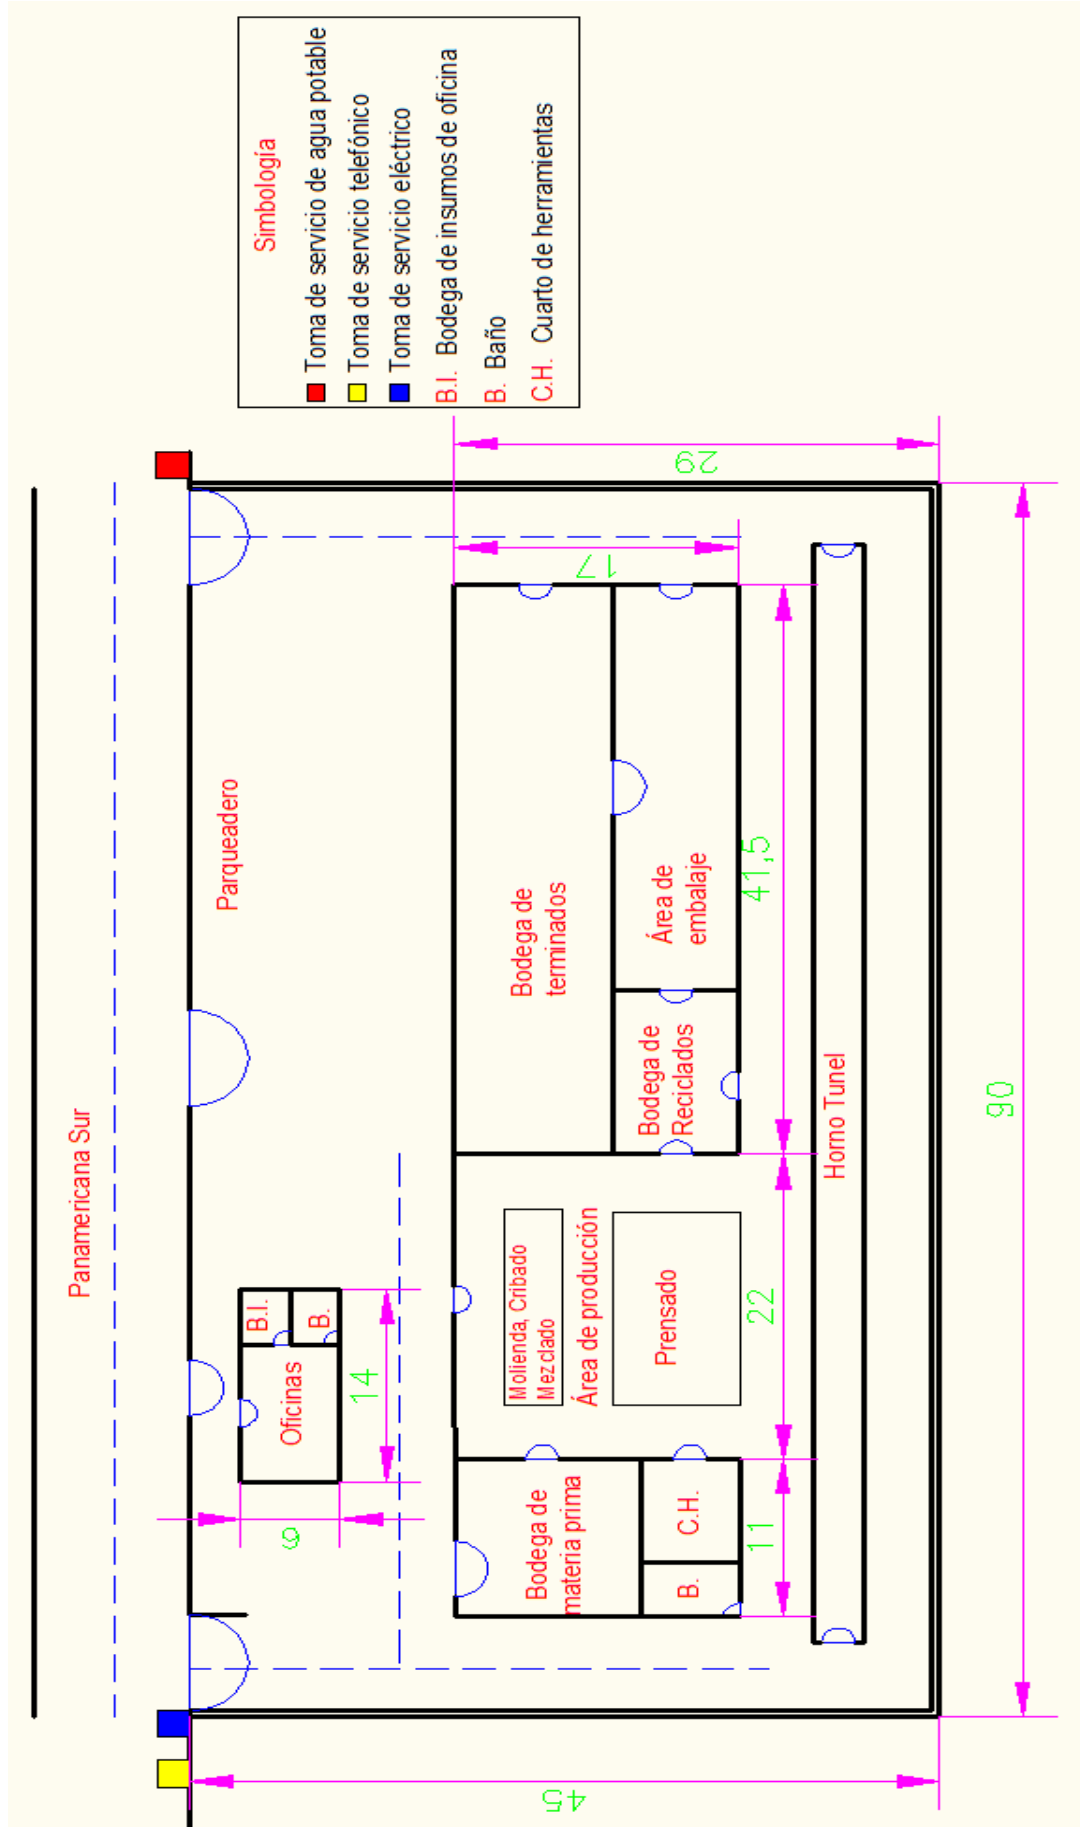 Simbología
Toma de servicio de agua potable
Toma de servicio telefónico
Toma de servicio eléctrico
B.I. Bodega de insumos de oficina
B. Baño
C.H. Cuarto de herramientas
Panamericana Sur
Parqueadero
B.I.
B.
Oficinas
14
6
45
29
17
Bodega de
terminados
Área de
embalaje
41,5
Bodega de
Reciclados
Molienda, Cribado
Mezclado
Área de producción
Prensado
22
Bodega de
materia prima
C.H.
B.
11
Horno Tunel
90